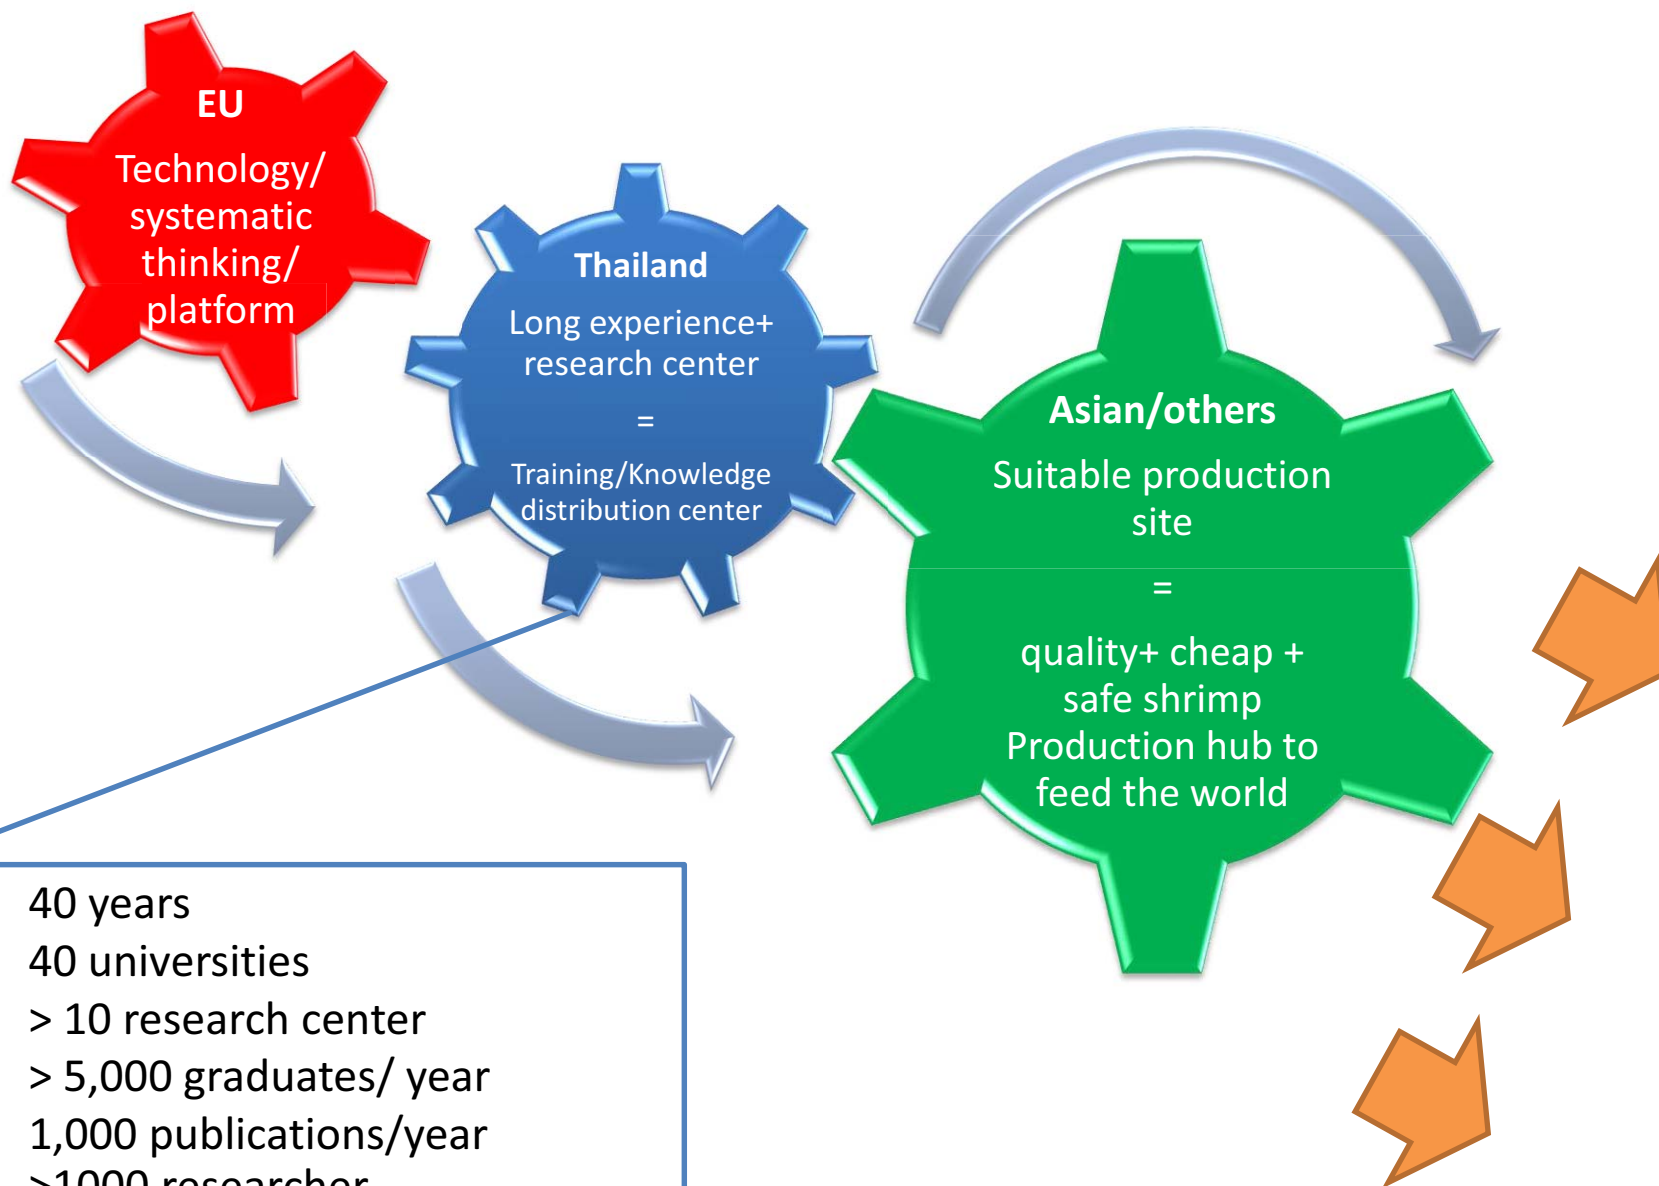 EU
Technology/
systematic
thinking/
platform
Thailand
Long experience+
research center
=
Training/Knowledge
distribution center
Asian/others
Suitable production
site
=
quality+ cheap +
safe shrimp
Production hub to
feed the world
40 years
40 universities
> 10 research center
> 5,000 graduates/ year
1,000 publications/year
>1000 researcher